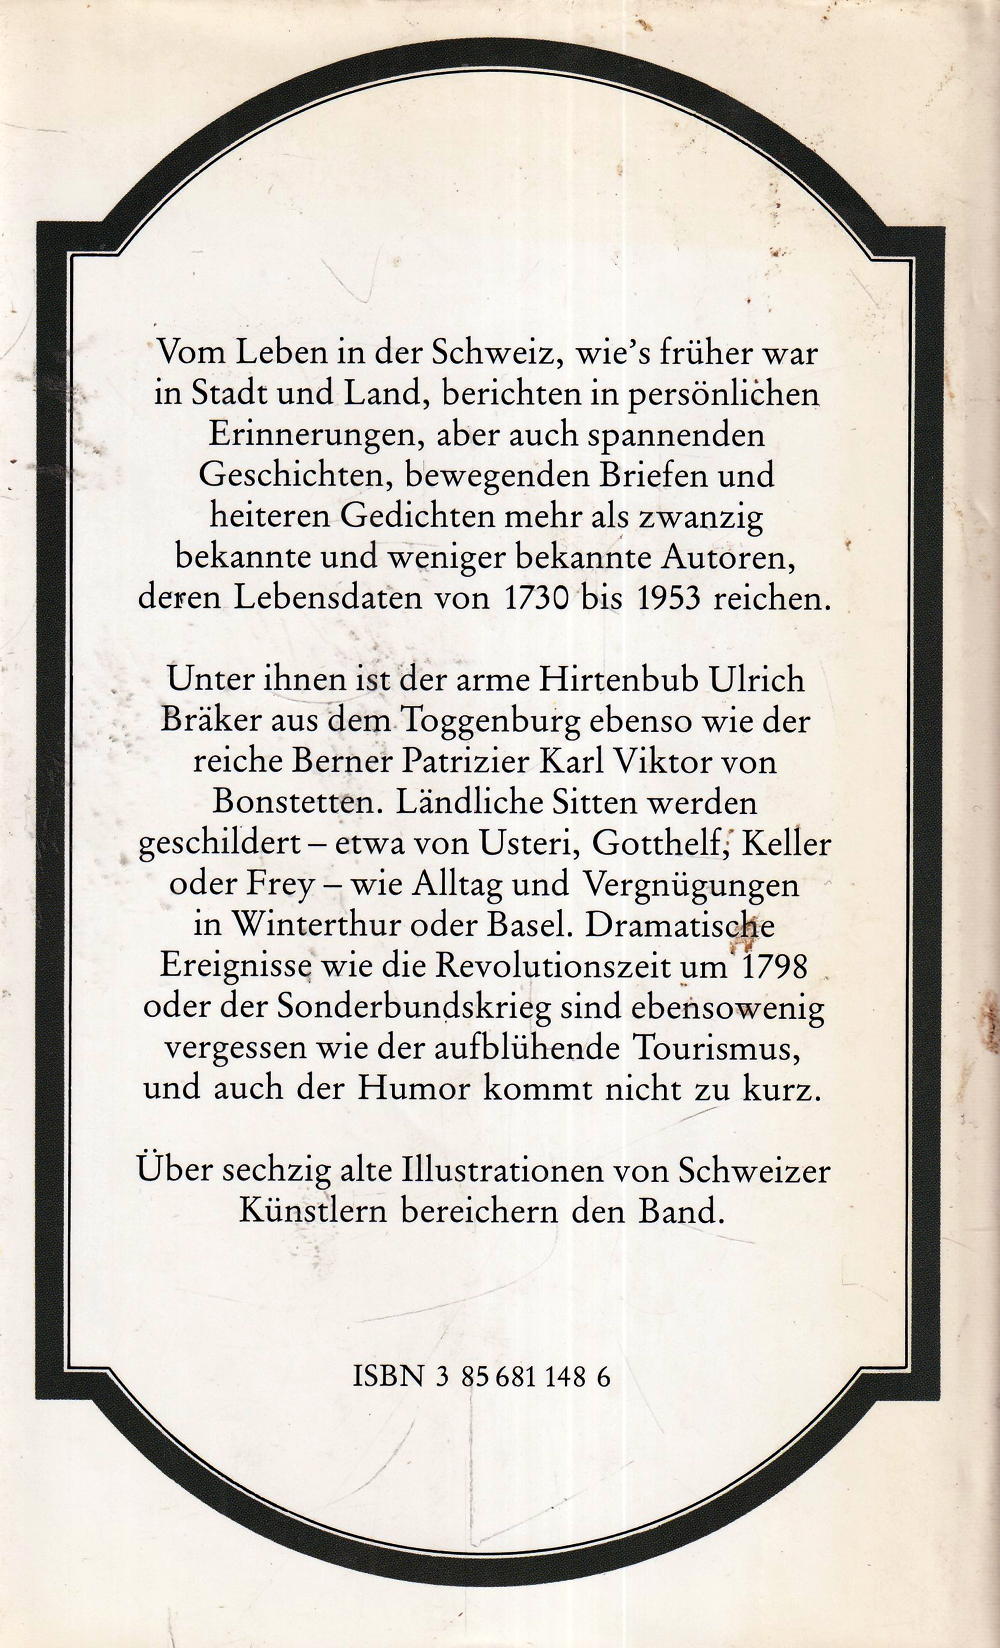 Vom Leben in der Schweiz, wie’s früher war
in Stadt und Land, berichten in persönlichen
Erinnerungen, aber auch spannenden
Geschichten, bewegenden Briefen und
heiteren Gedichten mehr als zwanzig
bekannte und weniger bekannte Autoren,
deren Lebensdaten von 1730 bis 1953 reichen.
Unter ihnen ist der arme Hirtenbub Ulrich
Bräker aus dem Toggenburg ebenso wie der
reiche Berner Patrizier Karl Viktor von
Bonstetten. Ländliche Sitten werden
geschildert – etwa von Usteri, Gotthelf, Keller
oder Frey – wie Alltag und Vergnügungen
in Winterthur oder Basel. Dramatische
Ereignisse wie die Revolutionszeit um 1798
oder der Sonderbundskrieg sind ebensowenig
vergessen wie der aufblühende Tourismus,
und auch der Humor kommt nicht zu kurz.
Über sechzig alte Illustrationen von Schweizer
Künstlern bereichern den Band.
ISBN 3 85 681 148 6